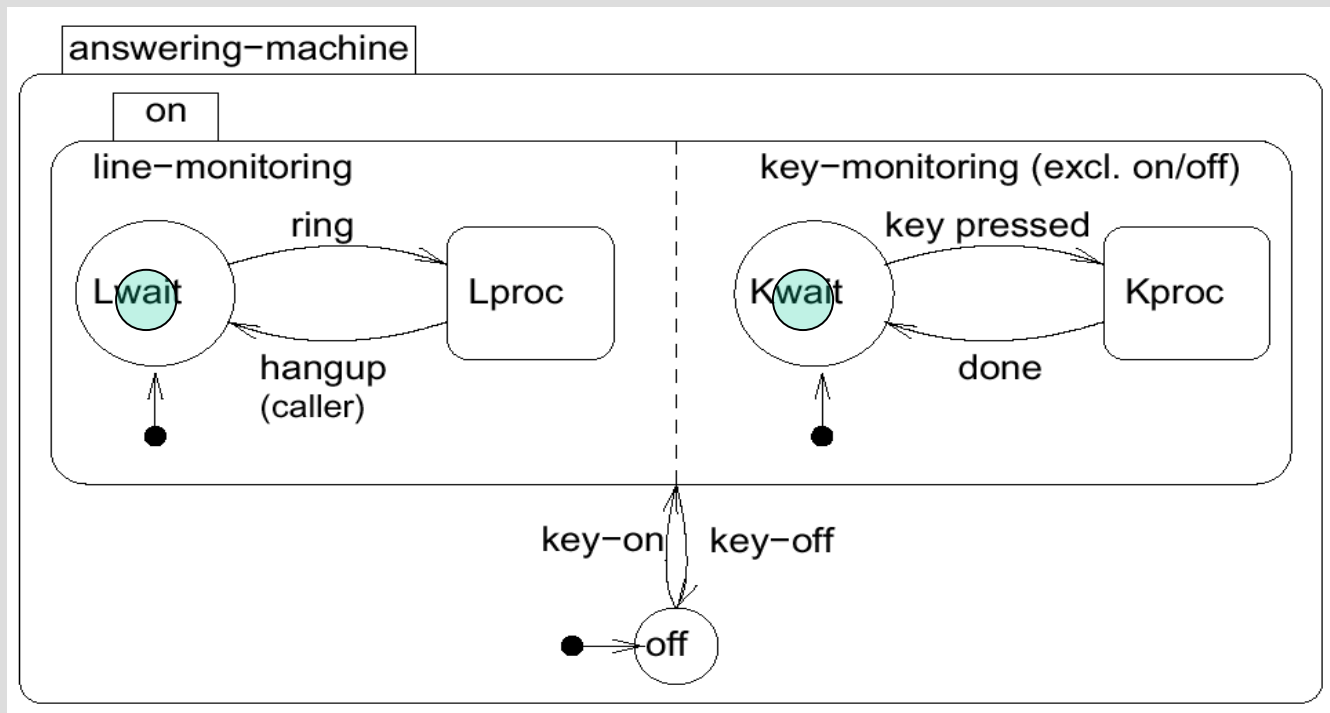 answering−machine
on
line−monitoring
key−monitoring (excl. on/off)
ring
key pressed
Lwait
Lproc
Kwait
Kproc
hangup
(caller)
done
key−on
key−off
off